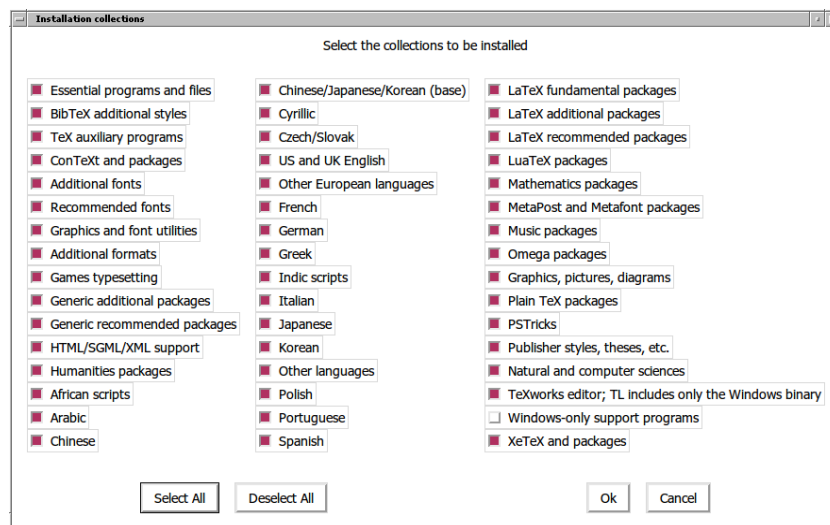 Installation collections
Select the collections to be installed
Essential programs and files
BibTeX additional styles
TeX auxiliary programs
ConTeXt and packages
Additional fonts
Recommended fonts
Graphics and font utilities
Additional formats
Games typesetting
Generic additional packages
Generic recommended packages
HTML/SGML/XML support
Humanities packages
African scripts
Arabic
Chinese
Chinese/Japanese/Korean (base)
Cyrillic
Czech/Slovak
US and UK English
Other European languages
French
German
Greek
Indic scripts
Italian
Japanese
Korean
Other languages
Polish
Portuguese
Spanish
LaTeX fundamental packages
LaTeX additional packages
LaTeX recommended packages
LuaTeX packages
Mathematics packages
MetaPost and Metafont packages
Music packages
Omega packages
Graphics, pictures, diagrams
Plain TeX packages
PSTricks
Publisher styles, theses, etc.
Natural and computer sciences
TeXworks editor; TL includes only the Windows binary
Windows-only support programs
XeTeX and packages
Select All
Deselect All
Ok
Cancel